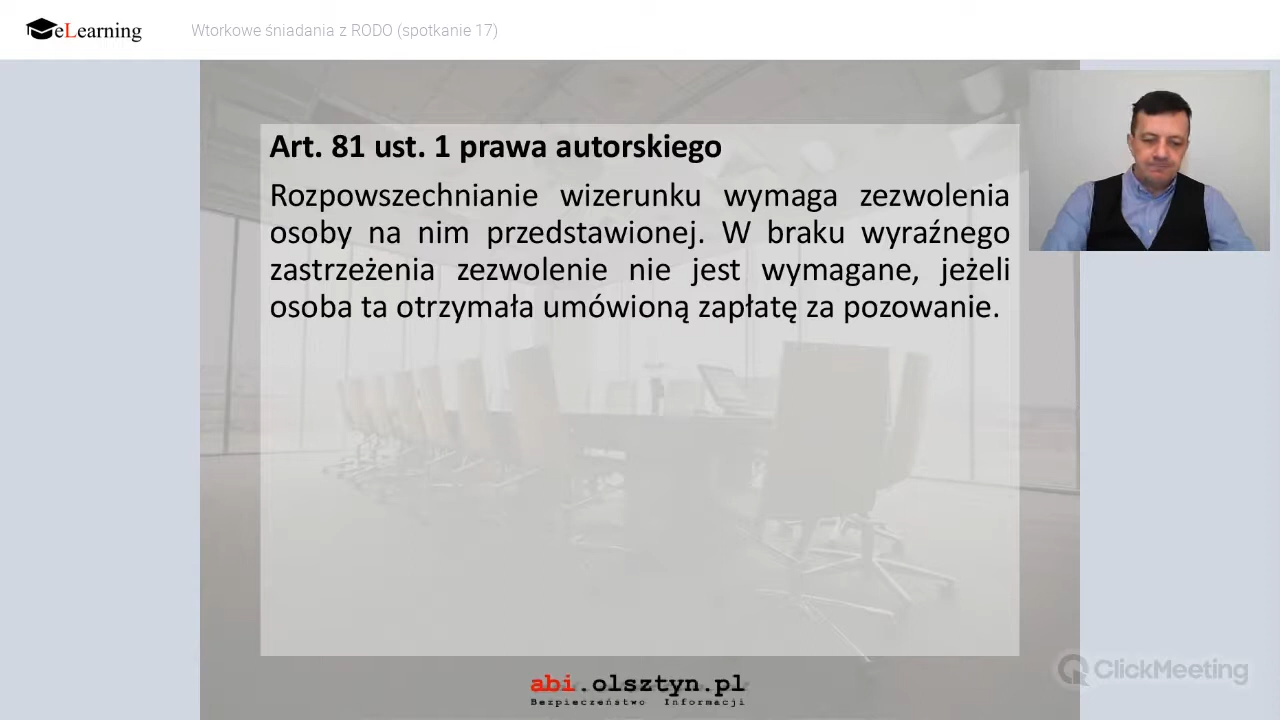 eLearning
Wtorkowe śniadania z RODO (spotkanie 17)
Art. 81 ust. 1 prawa autorskiego
Rozpowszechnianie wizerunku wymaga zezwolenia
osoby na nim przedstawionej. W braku wyraźnego
zastrzeżenia zezwolenie nie jest wymagane, jeżeli
osoba ta otrzymała umówioną zapłatę za pozowanie.
abi.olsztyn.pl
Bezpieczeństwo Informacji
ClickMeeting